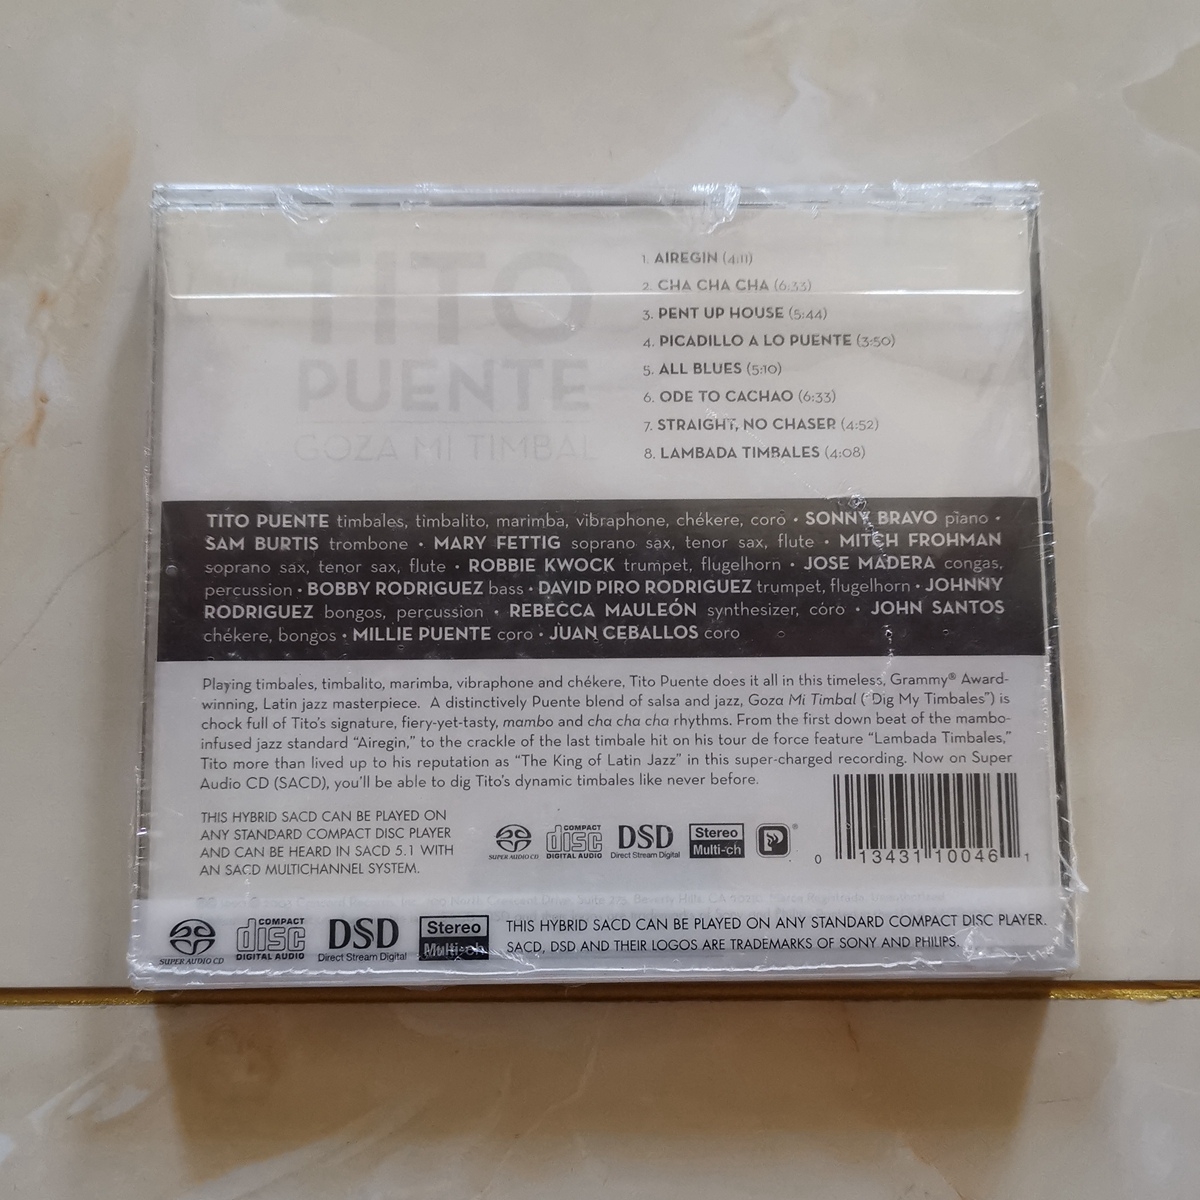 TITO
PUENTE
GOZA MI TIMBAL
1. AIREGIN (4:11)
2. CHA CHA CHA (6:33)
3. PENT UP HOUSE (5:44)
4. PICADILLO A LO PUENTE (3:50)
5. ALL BLUES (5:10)
6. ODE TO CACHAO (6:33)
7. STRAIGHT, NO CHASER (4:52)
8. LAMBADA TIMBALES (4:08)
TITO PUENTE timbales, timbalito, marimba, vibraphone, chékere, coro • SONNY BRAVO piano •
SAM BURTIS trombone • MARY FETTIG soprano sax, tenor sax, flute • MITCH FROHMAN
soprano sax, tenor sax, flute • ROBBIE KWOCK trumpet, flugelhorn • JOSE MADERA congas,
percussion • BOBBY RODRIGUEZ bass • DAVID PIRO RODRIGUEZ trumpet, flugelhorn • JOHNNY
RODRIGUEZ bongos, percussion • REBECCA MAULEÓN synthesizer, coro • JOHN SANTOS
chékere, bongos • MILLIE PUENTE coro • JUAN CEBALLOS coro
Playing timbales, timbalito, marimba, vibraphone and chékere, Tito Puente does it all in this timeless, Grammy® Award-
winning, Latin jazz masterpiece. A distinctively Puente blend of salsa and jazz, Goza Mi Timbal ("Dig My Timbales") is
chock full of Tito's signature, fiery-yet-tasty, mambo and cha cha cha rhythms. From the first down beat of the mambo-
infused jazz standard "Airegin," to the crackle of the last timbale hit on his tour de force feature "Lambada Timbales,"
Tito more than lived up to his reputation as "The King of Latin Jazz" in this super-charged recording. Now on Super
Audio CD (SACD), you'll be able to dig Tito's dynamic timbales like never before.
THIS HYBRID SACD CAN BE PLAYED ON
ANY STANDARD COMPACT DISC PLAYER
AND CAN BE HEARD IN SACD 5.1 WITH
AN SACD MULTICHANNEL SYSTEM.
SUPER AUDIO CD
COMPACT
disc
DIGITAL AUDIO
DSD
Direct Stream Digital
Stereo
Multi-ch
®
0 13431 10046 1
North Crescent Drive, Suite 275, Beverly Hills, CA 90210.
SUPER AUDIO CD
COMPACT
disc
DIGITAL AUDIO
DSD
Direct Stream Digital
Stereo
Multi-ch
THIS HYBRID SACD CAN BE PLAYED ON ANY STANDARD COMPACT DISC PLAYER.
SACD, DSD AND THEIR LOGOS ARE TRADEMARKS OF SONY AND PHILIPS.